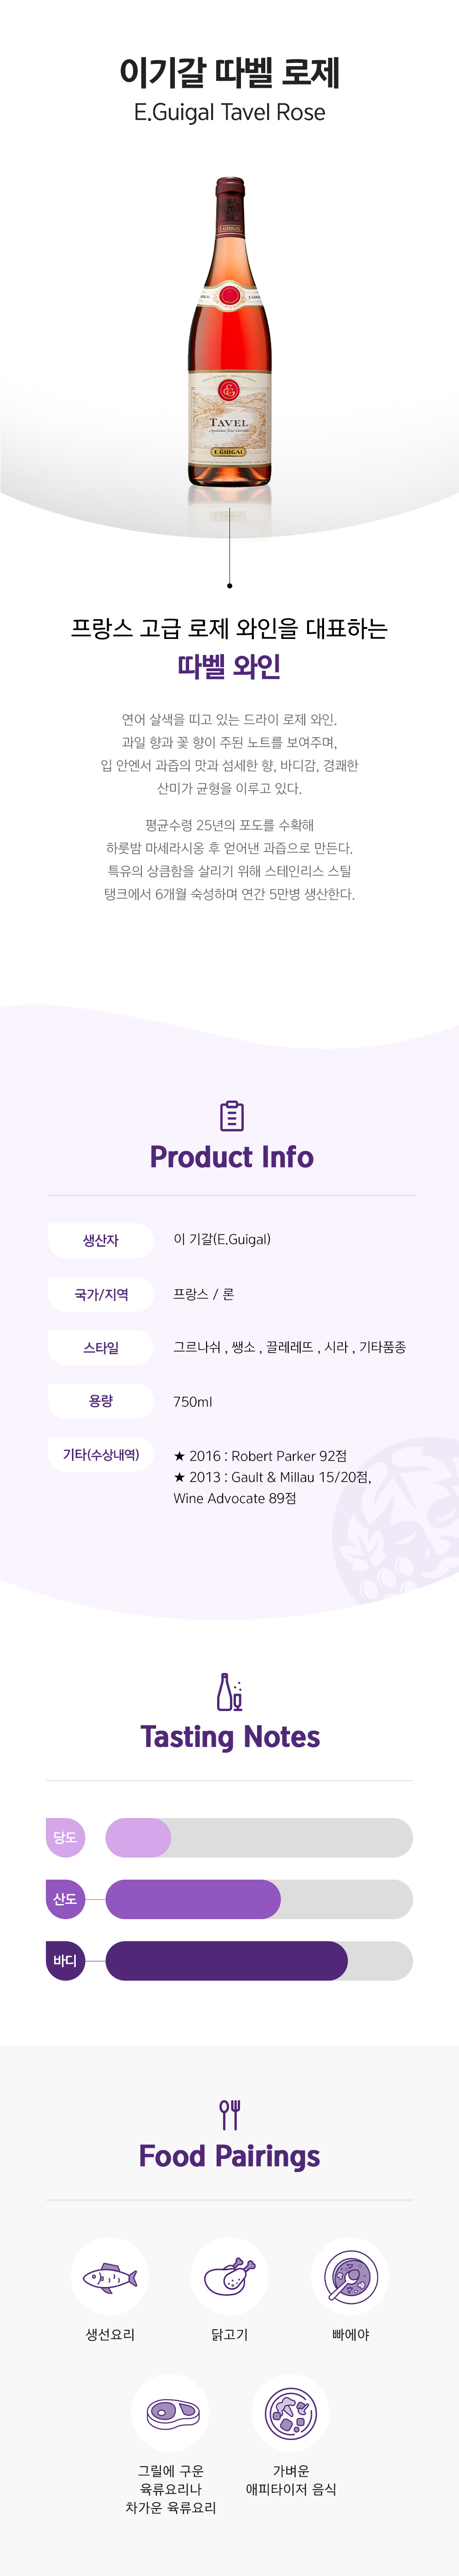 이기갈 따벨 로제
E.Guigal Tavel Rose
E.GUIGAL
TAVEL
E.GUIGAL
프랑스 고급 로제 와인을 대표하는
따벨 와인
연어 살색을 띠고 있는 드라이 로제 와인.
과일 향과 꽃 향이 주된 노트를 보여주며,
입 안엔서 과즙의 맛과 섬세한 향, 바디감, 경쾌한
산미가 균형을 이루고 있다.
평균수령 25년의 포도를 수확해
하룻밤 마세라시옹 후 얻어낸 과즙으로 만든다.
특유의 상큼함을 살리기 위해 스테인리스 스틸
탱크에서 6개월 숙성하며 연간 5만병 생산한다.
Product Info
생산자
이 기갈(E.Guigal)
국가/지역
프랑스 / 론
스타일
그르나쉬 , 쌩소 , 끌레레뜨 , 시라 , 기타품종
용량
750ml
기타(수상내역)
★ 2016 : Robert Parker 92점
★ 2013 : Gault & Millau 15/20점,
Wine Advocate 89점
Tasting Notes
당도
산도
바디
Food Pairings
생선요리
닭고기
빠에야
그릴에 구운
육류요리나
차가운 육류요리
가벼운
애피타이저 음식